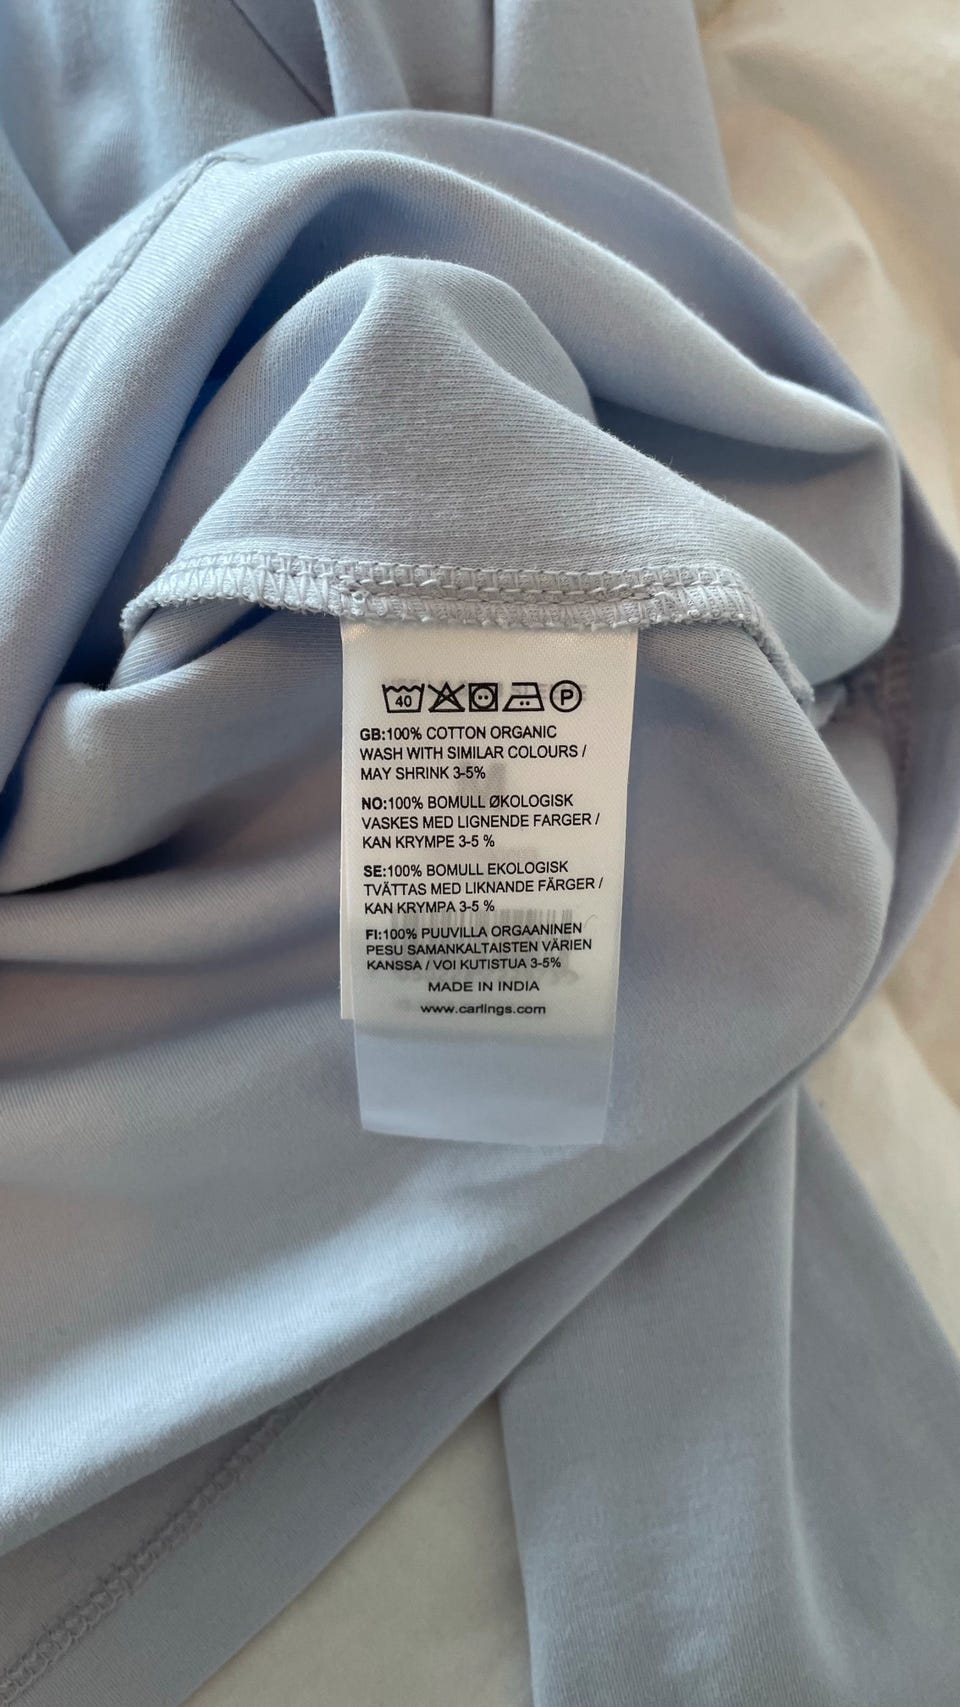 40 P
GB:100% COTTON ORGANIC
WASH WITH SIMILAR COLOURS /
MAY SHRINK 3-5%
NO:100% BOMULL ØKOLOGISK
VASKES MED LIGNENDE FARGER /
KAN KRYMPE 3-5 %
SE:100% BOMULL EKOLOGISK
TVÄTTAS MED LIKNANDE FÄRGER /
KAN KRYMPA 3-5 %
FI:100% PUUVILLA ORGAANINEN
PESU SAMANKALTAISTEN VÄRIEN
KANSSA / VOI KUTISTUA 3-5%
MADE IN INDIA
www.carlings.com